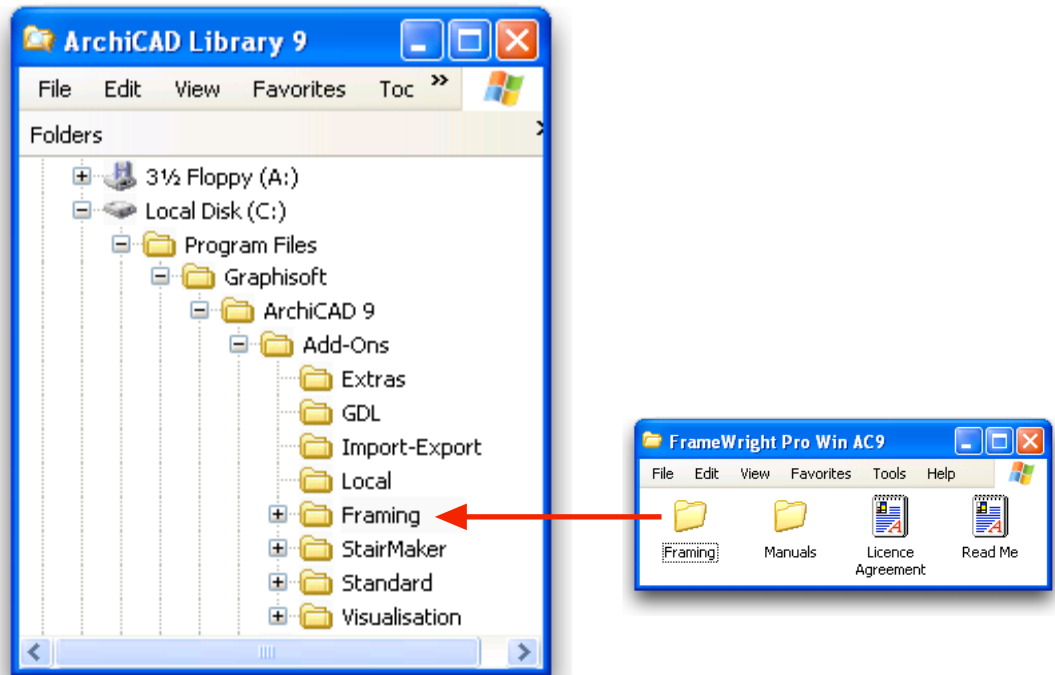 ArchiCAD Library 9
File Edit View Favorites Toc »
Folders
3½ Floppy (A:)
Local Disk (C:)
Program Files
Graphisoft
ArchiCAD 9
Add-Ons
Extras
GDL
Import-Export
Local
Framing
StairMaker
Standard
Visualisation
FrameWright Pro Win AC9
File Edit View Favorites Tools Help
Framing Manuals Licence Agreement Read Me